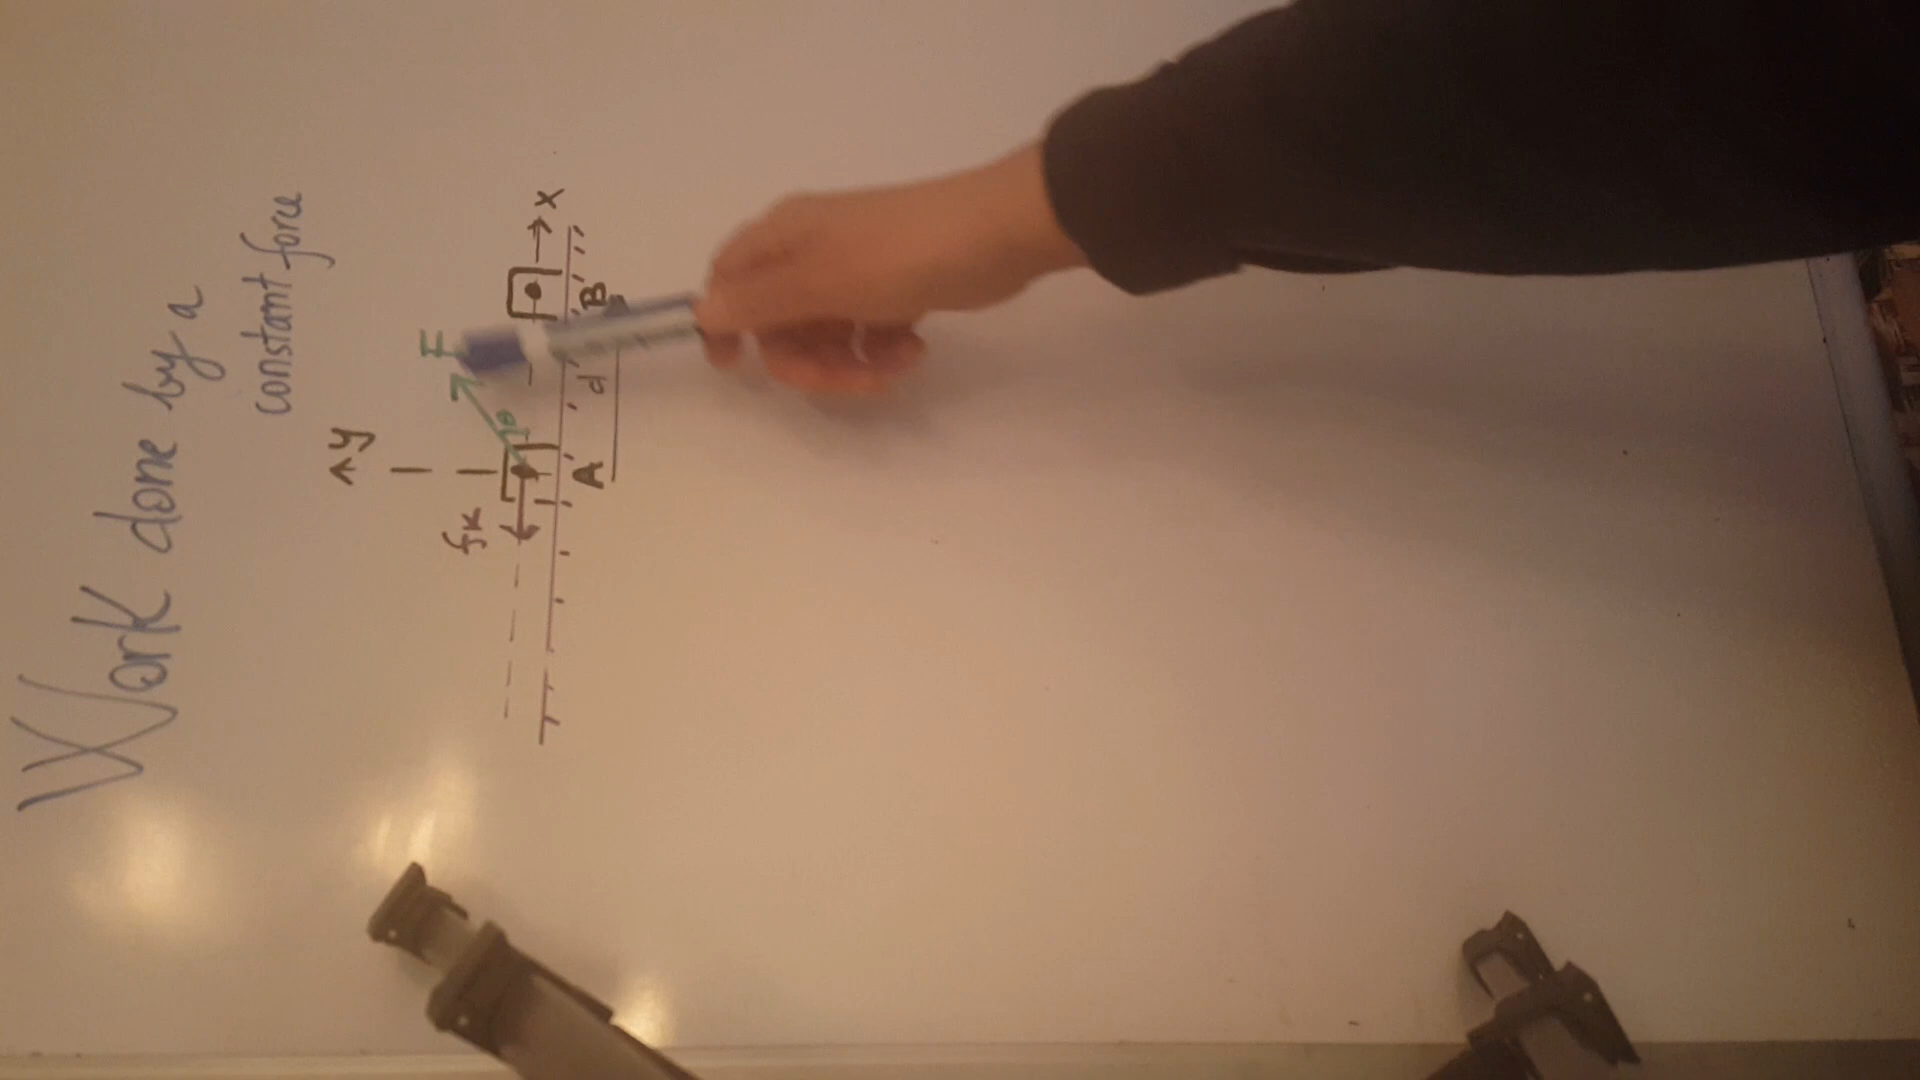 Work done by a
constant force
y
F
fk
θ
x
A
d
B